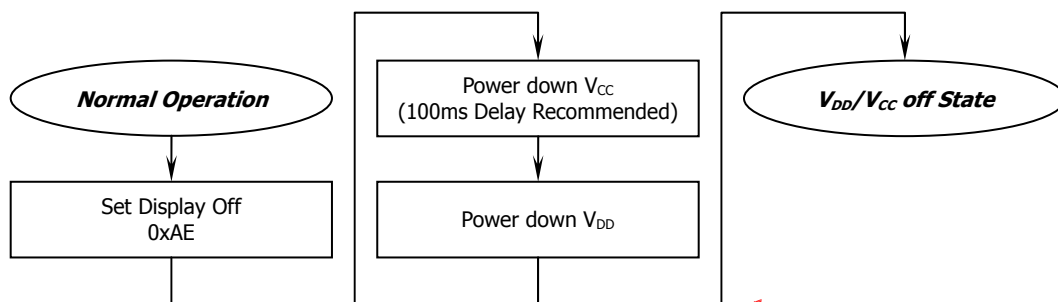 Normal Operation
Set Display Off
0xAE
Power down VCC
(100ms Delay Recommended)
Power down VDD
VDD/VCC off State